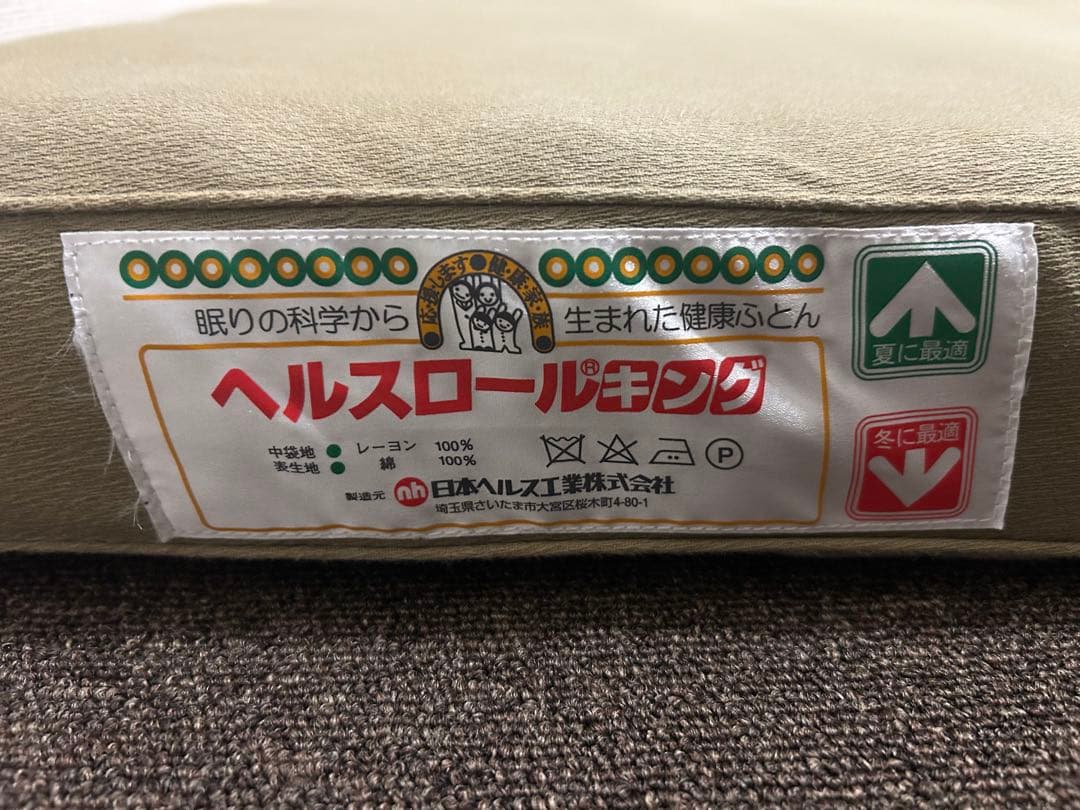 応援します●健・康・家・族●
眠りの科学から
生まれた健康ふとん
ヘルスロール®キング
中袋地 ● レーヨン 100%
表生地 ● 綿 100%
P
製造元 nh 日本ヘルス工業株式会社
埼玉県さいたま市大宮区桜木町4-80-1
夏に最適
冬に最適